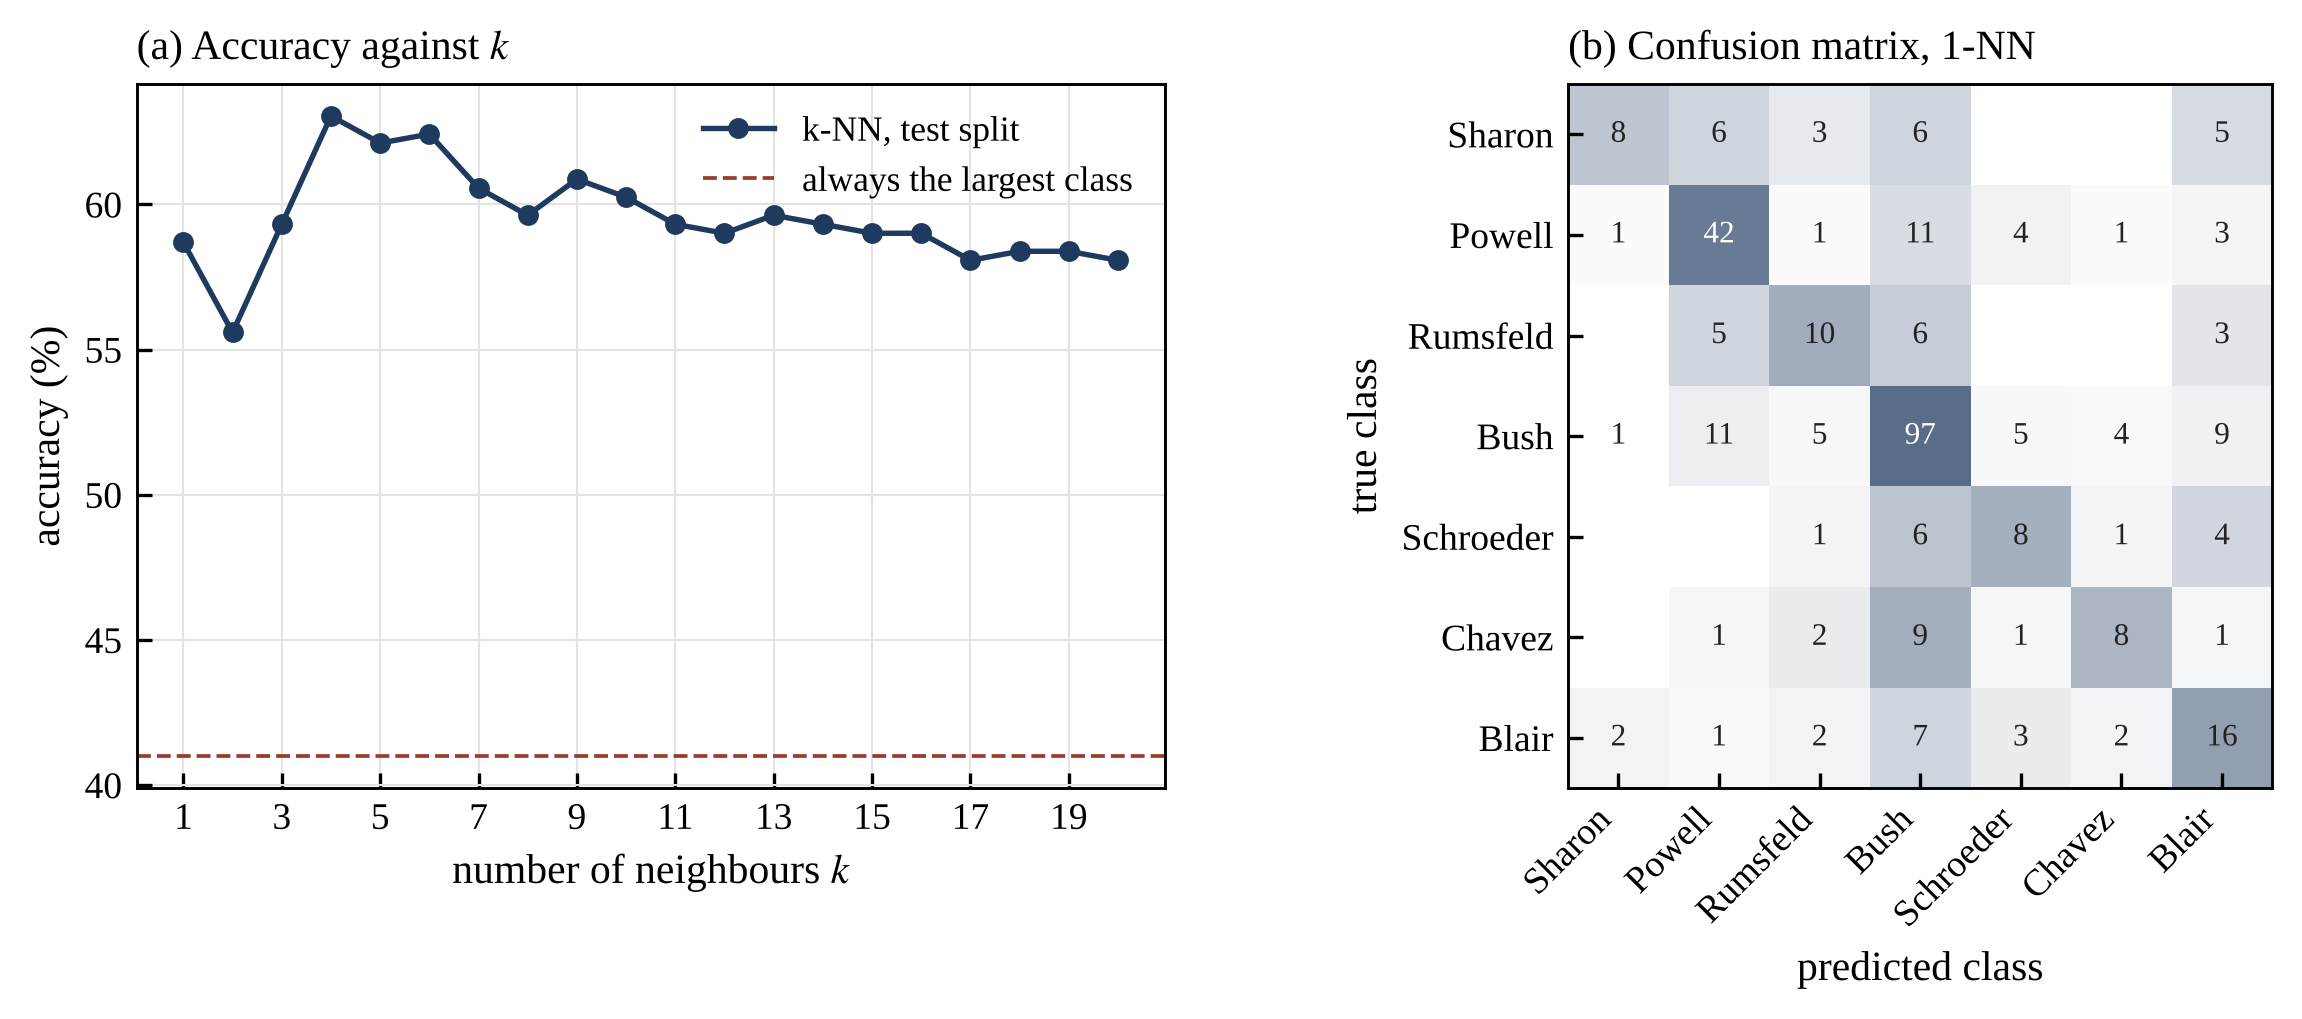 (a) Accuracy against k
k-NN, test split
always the largest class
accuracy (%)
60
55
50
45
40
1 3 5 7 9 11 13 15 17 19
number of neighbours k
(b) Confusion matrix, 1-NN
true class
Sharon 8 6 3 6 5
Powell 1 42 1 11 4 1 3
Rumsfeld 5 10 6 3
Bush 1 11 5 97 5 4 9
Schroeder 1 6 8 1 4
Chavez 1 2 9 1 8 1
Blair 2 1 2 7 3 2 16
Sharon Powell Rumsfeld Bush Schroeder Chavez Blair
predicted class